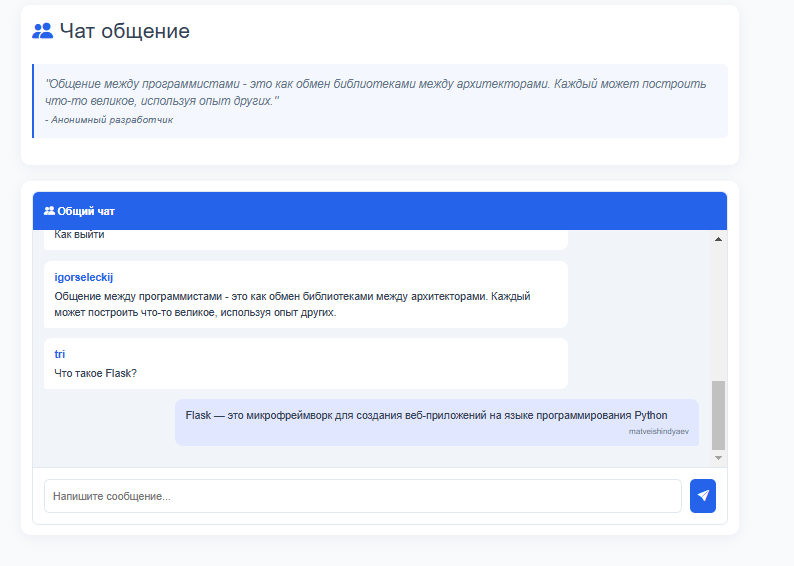 Чат общение
"Общение между программистами - это как обмен библиотеками между архитекторами. Каждый может построить
что-то великое, используя опыт других."
- Анонимный разработчик
Общий чат
Как выйти
igorseleckij
Общение между программистами - это как обмен библиотеками между архитекторами. Каждый
может построить что-то великое, используя опыт других.
tri
Что такое Flask?
Flask — это микрофреймворк для создания веб-приложений на языке программирования Python
matveishindyaev
Напишите сообщение...